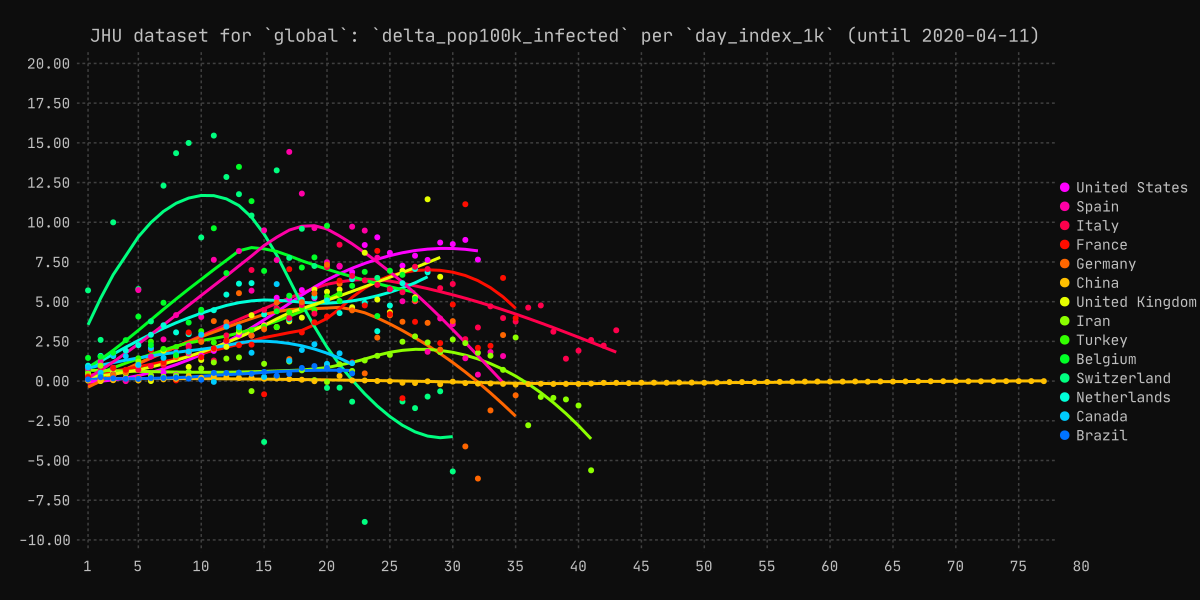 JHU dataset for `global`: `delta_pop100k_infected` per `day_index_1k` (until 2020-04-11)
20.00
17.50
15.00
12.50
10.00
7.50
5.00
2.50
0.00
-2.50
-5.00
-7.50
-10.00
1 5 10 15 20 25 30 35 40 45 50 55 60 65 70 75 80
United States
Spain
Italy
France
Germany
China
United Kingdom
Iran
Turkey
Belgium
Switzerland
Netherlands
Canada
Brazil